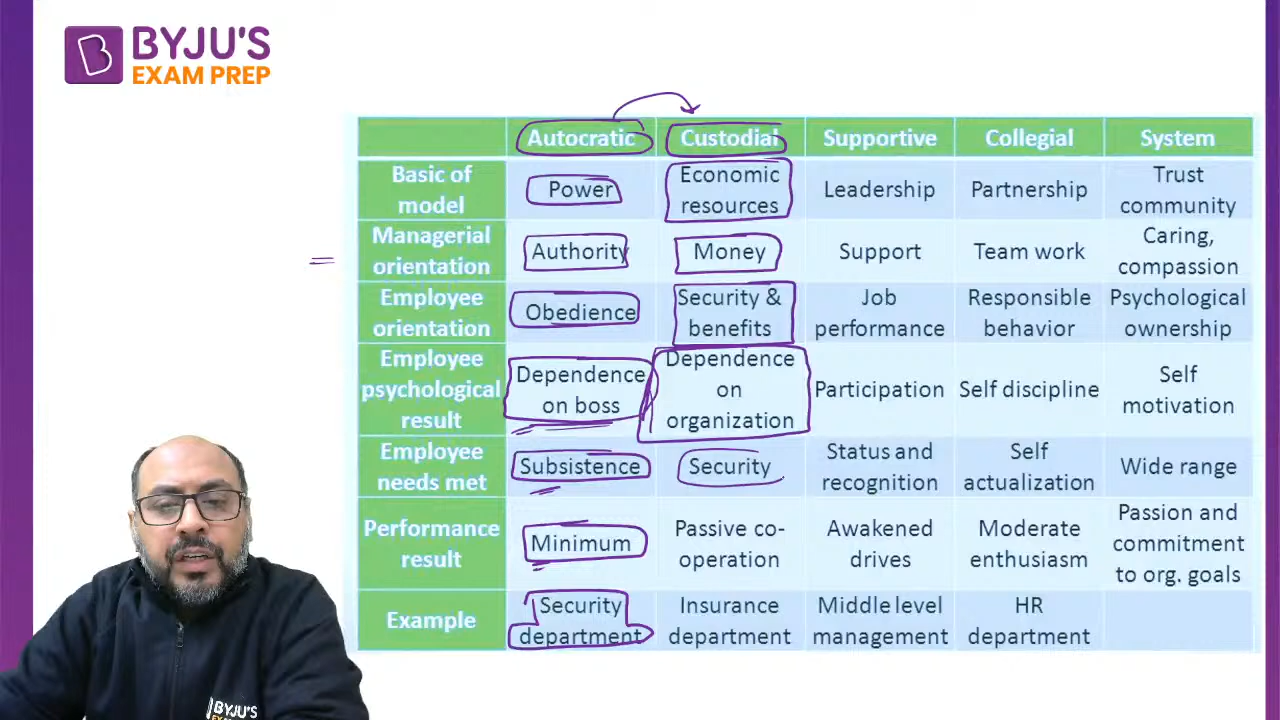 BYJU'S
EXAM PREP
Autocratic Custodial Supportive Collegial System
Basic of
model
Power
Economic
resources
Leadership
Partnership
Trust
community
Managerial
orientation
Authority
Money
Support
Team work
Caring,
compassion
Employee
orientation
Obedience
Security &
benefits
Job
performance
Responsible
behavior
Psychological
ownership
Employee
psychological
result
Dependence
on boss
Dependence
on
organization
Participation
Self discipline
Self
motivation
Employee
needs met
Subsistence
Security
Status and
recognition
Self
actualization
Wide range
Performance
result
Minimum
Passive co-
operation
Awakened
drives
Moderate
enthusiasm
Passion and
commitment
to org. goals
Example
Security
department
Insurance
department
Middle level
management
HR
department
BYJU'S